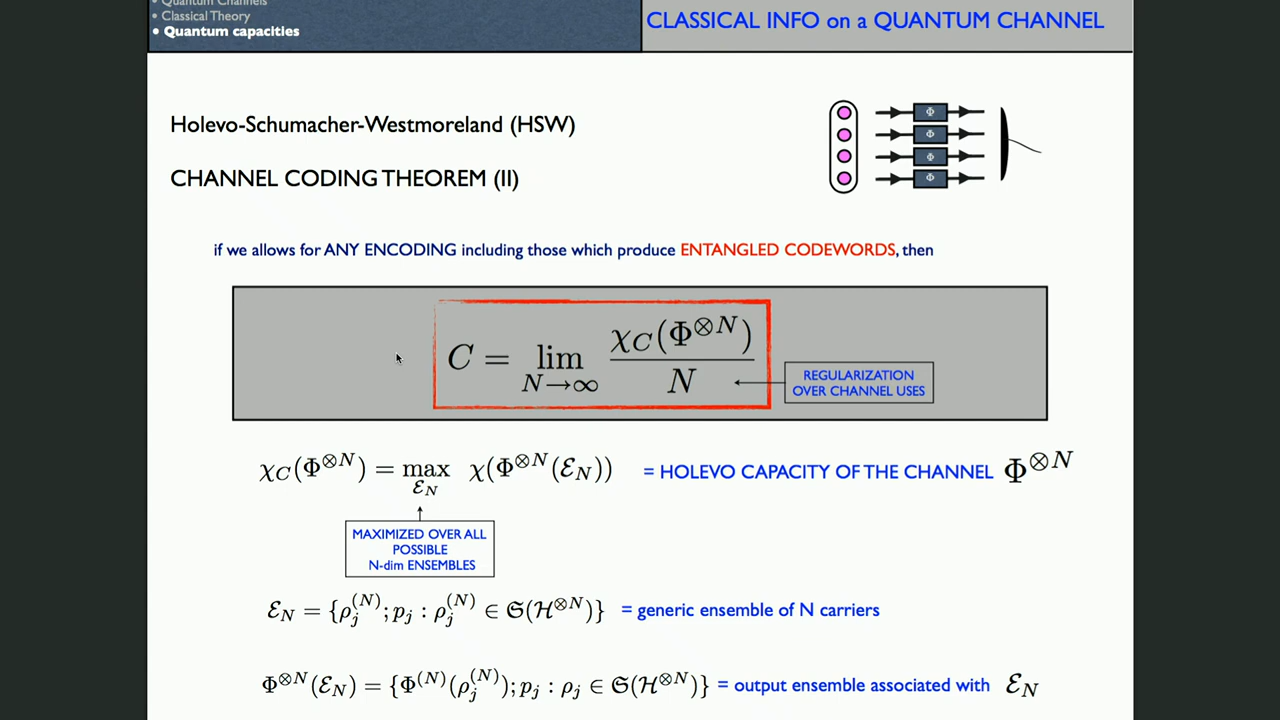 • Quantum Channels
• Classical Theory
• Quantum capacities
CLASSICAL INFO on a QUANTUM CHANNEL
Holevo-Schumacher-Westmoreland (HSW)
CHANNEL CODING THEOREM (II)
Φ
Φ
Φ
Φ
if we allows for ANY ENCODING including those which produce ENTANGLED CODEWORDS, then
C = lim_{N→∞} χ_C(Φ^{⊗N}) / N
REGULARIZATION
OVER CHANNEL USES
χ_C(Φ^{⊗N}) = max_{ℰ_N} χ(Φ^{⊗N}(ℰ_N)) = HOLEVO CAPACITY OF THE CHANNEL Φ^{⊗N}
MAXIMIZED OVER ALL
POSSIBLE
N-dim ENSEMBLES
ℰ_N = {ρ_j^{(N)}; p_j : ρ_j^{(N)} ∈ 𝔖(ℋ^{⊗N})} = generic ensemble of N carriers
Φ^{⊗N}(ℰ_N) = {Φ^{(N)}(ρ_j^{(N)}); p_j : ρ_j ∈ 𝔖(ℋ^{⊗N})} = output ensemble associated with ℰ_N